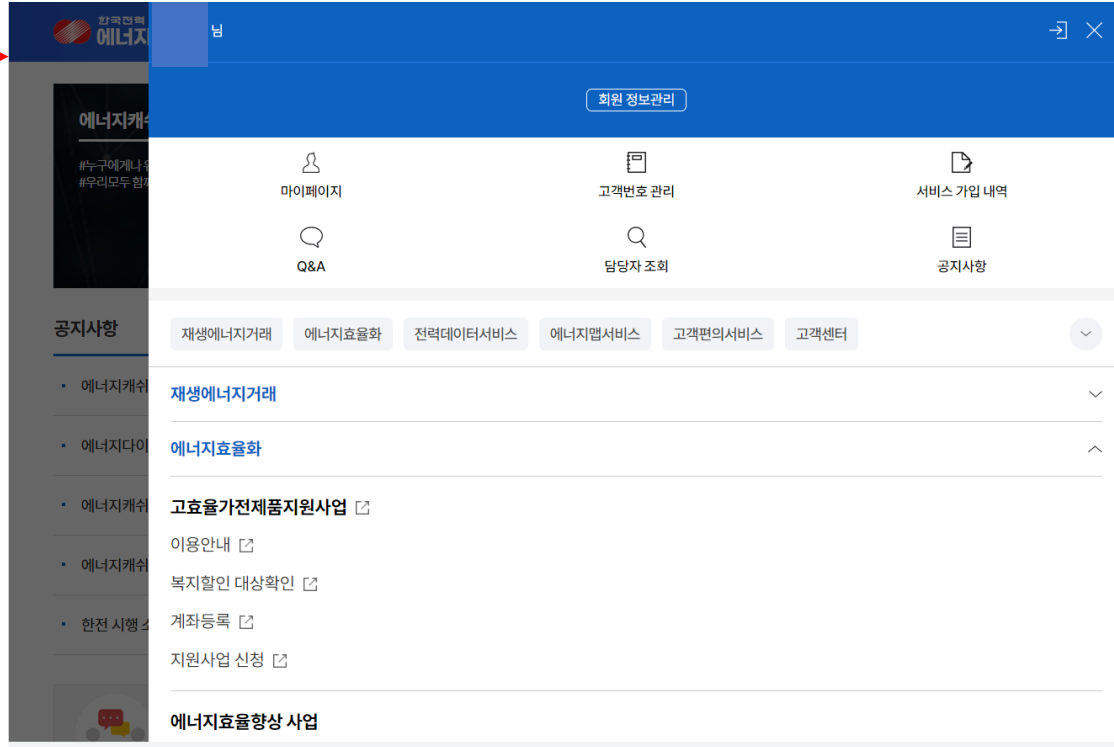 한국전력
에너지
님
회원 정보관리
마이페이지
고객번호 관리
서비스 가입 내역
Q&A
담당자 조회
공지사항
에너지캐쉬
#누구에게나
#우리모두 함께
공지사항
에너지캐쉬
에너지다이
에너지캐쉬
에너지캐쉬
한전 시행
재생에너지거래 에너지효율화 전력데이터서비스 에너지맵서비스 고객편의서비스 고객센터
재생에너지거래
에너지효율화
고효율가전제품지원사업
이용안내
복지할인 대상확인
계좌등록
지원사업 신청
에너지효율향상 사업